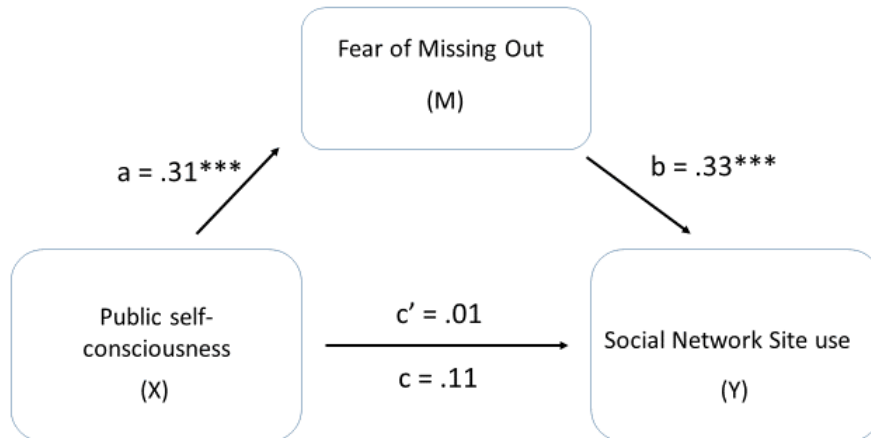 Fear of Missing Out
(M)
a = .31***
b = .33***
Public self-
consciousness
(X)
c’ = .01
c = .11
Social Network Site use
(Y)